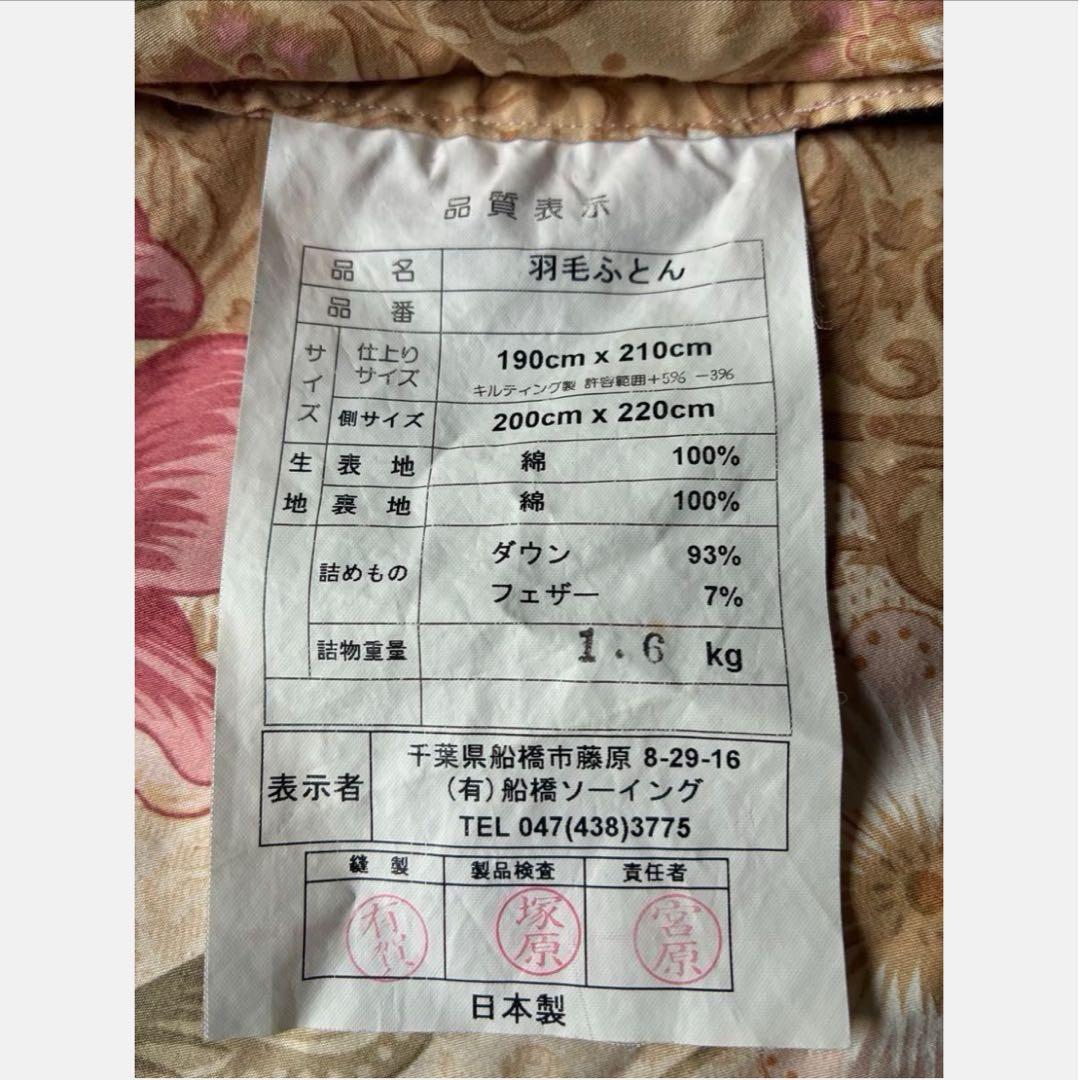 品質表示
品名 羽毛ふとん
品番
サイズ 仕上りサイズ 190cm x 210cm
キルティング製 許容範囲+5% -3%
側サイズ 200cm x 220cm
生地 表地 綿 100%
裏地 綿 100%
詰めもの ダウン 93%
フェザー 7%
詰物重量 1.6 kg
表示者 千葉県船橋市藤原 8-29-16
(有)船橋ソーイング
TEL 047(438)3775
縫製 製品検査 責任者
有賀 塚原 宮原
日本製